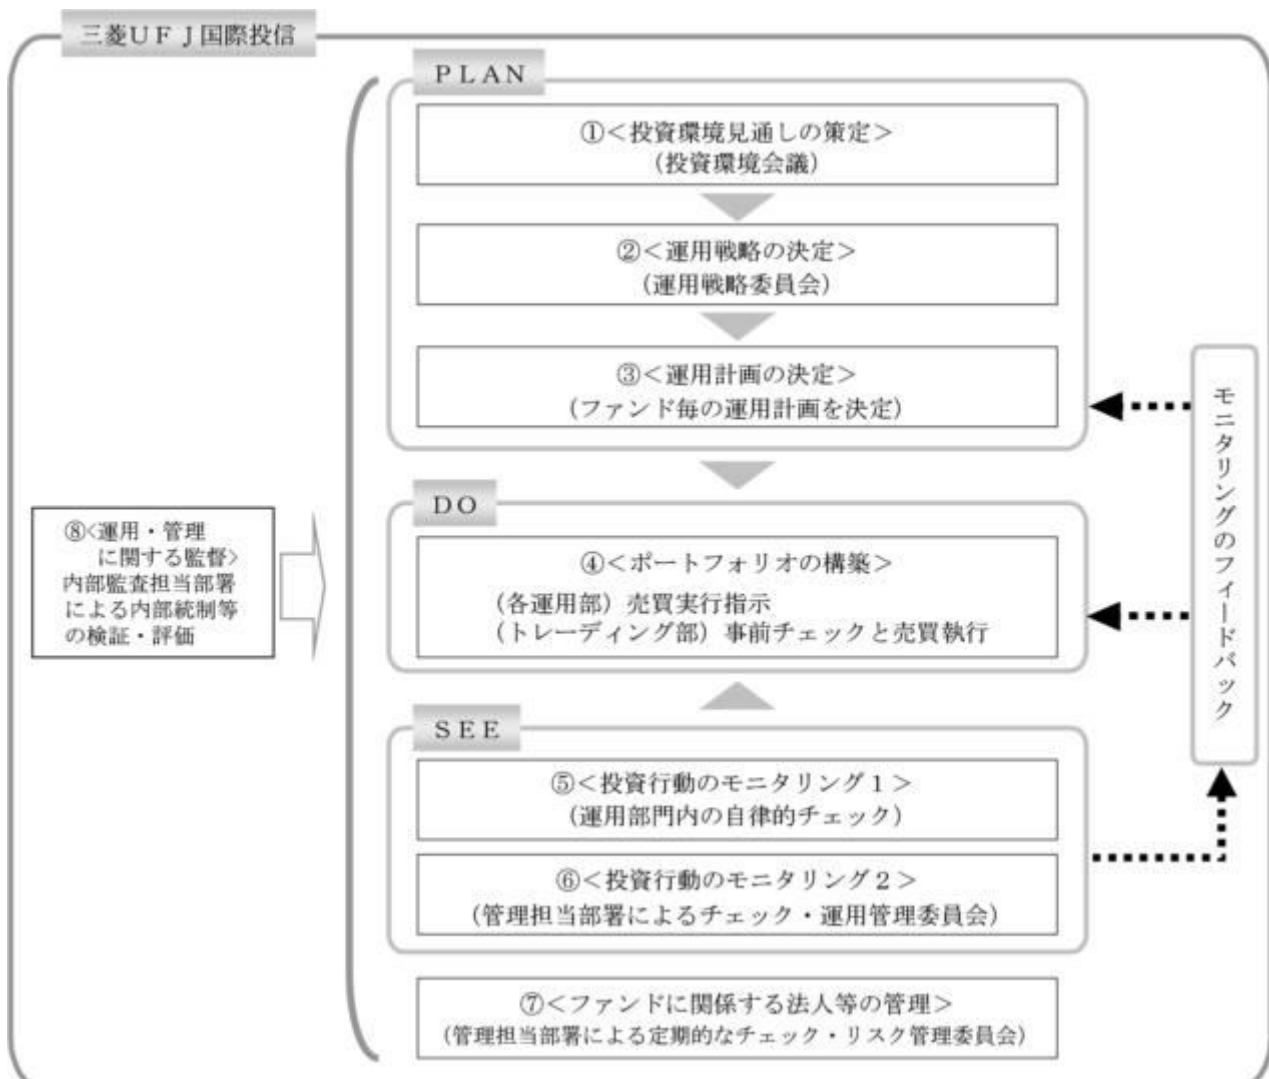 三菱UFJ国際投信
PLAN
①<投資環境見通しの策定>
(投資環境会議)
②<運用戦略の決定>
(運用戦略委員会)
③<運用計画の決定>
(ファンド毎の運用計画を決定)
DO
④<ポートフォリオの構築>
(各運用部)売買実行指示
(トレーディング部)事前チェックと売買執行
SEE
⑤<投資行動のモニタリング1>
(運用部門内の自律的チェック)
⑥<投資行動のモニタリング2>
(管理担当部署によるチェック・運用管理委員会)
⑦<ファンドに関係する法人等の管理>
(管理担当部署による定期的なチェック・リスク管理委員会)
⑧<運用・管理
に関する監督>
内部監査担当部署
による内部統制等
の検証・評価
モニタリングのフィードバック